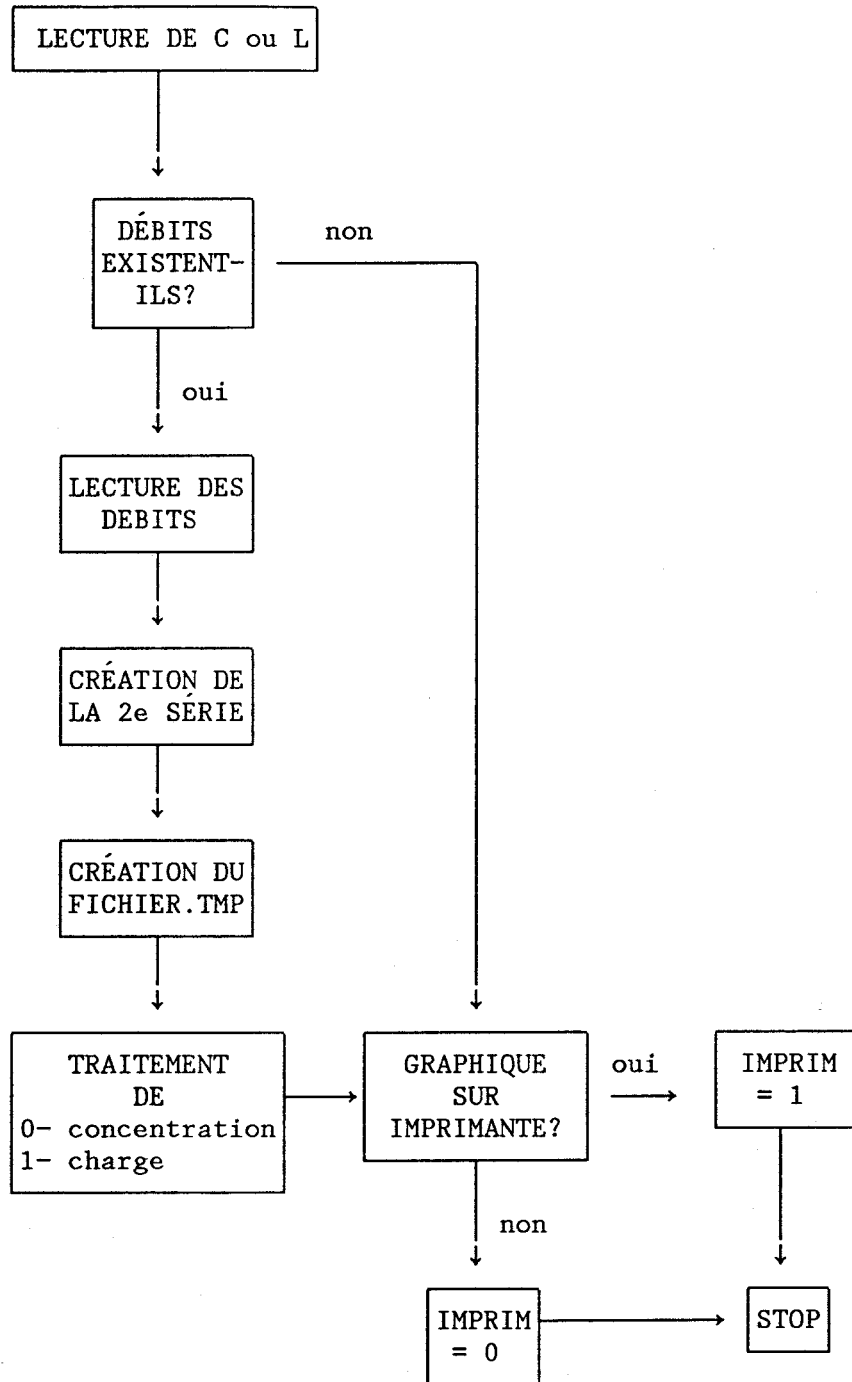 LECTURE DE C ou L
DÉBITS
EXISTENT-
ILS?
non
oui
LECTURE DES
DEBITS
CRÉATION DE
LA 2e SÉRIE
CRÉATION DU
FICHIER.TMP
TRAITEMENT
DE
0- concentration
1- charge
GRAPHIQUE
SUR
IMPRIMANTE?
oui
IMPRIM
= 1
non
IMPRIM
= 0
STOP